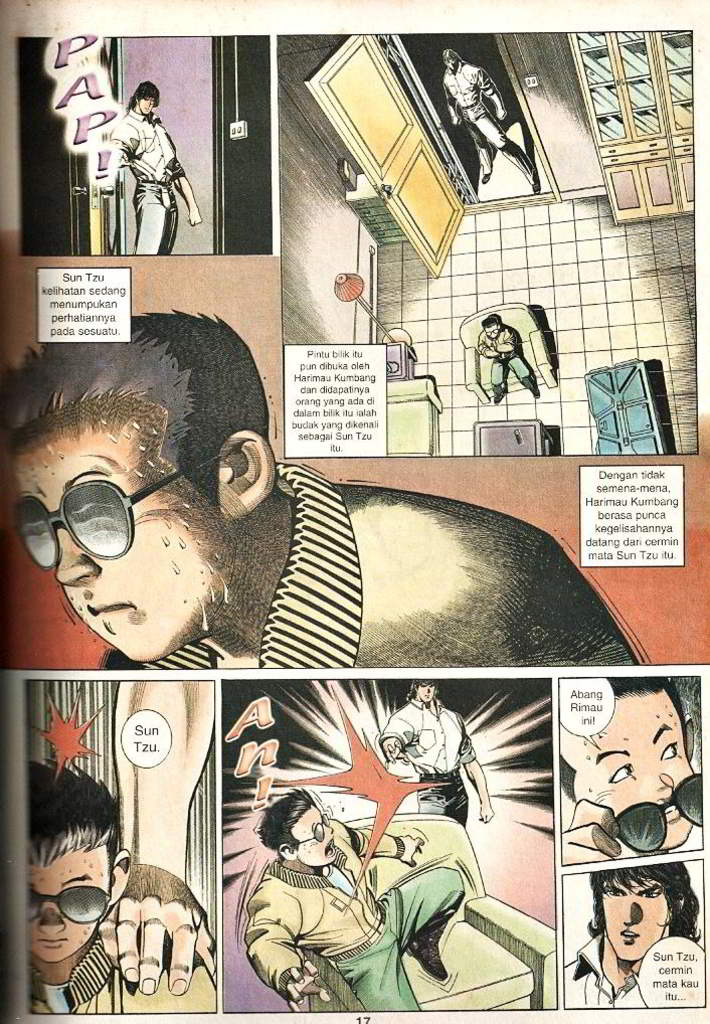 PAP!
Sun Tzu
kelihatan sedang
menumpukan
perhatiannya
pada sesuatu.
Pintu bilik itu
pun dibuka oleh
Harimau Kumbang
dan didapatinya
orang yang ada di
dalam bilik itu ialah
budak yang dikenali
sebagai Sun Tzu
itu.
Dengan tidak
semena-mena,
Harimau Kumbang
berasa punca
kegelisahannya
datang dari cermin
mata Sun Tzu itu.
Sun
Tzu.
AH!
Abang
Rimau
ini!
Sun Tzu,
cermin
mata kau
itu...
17